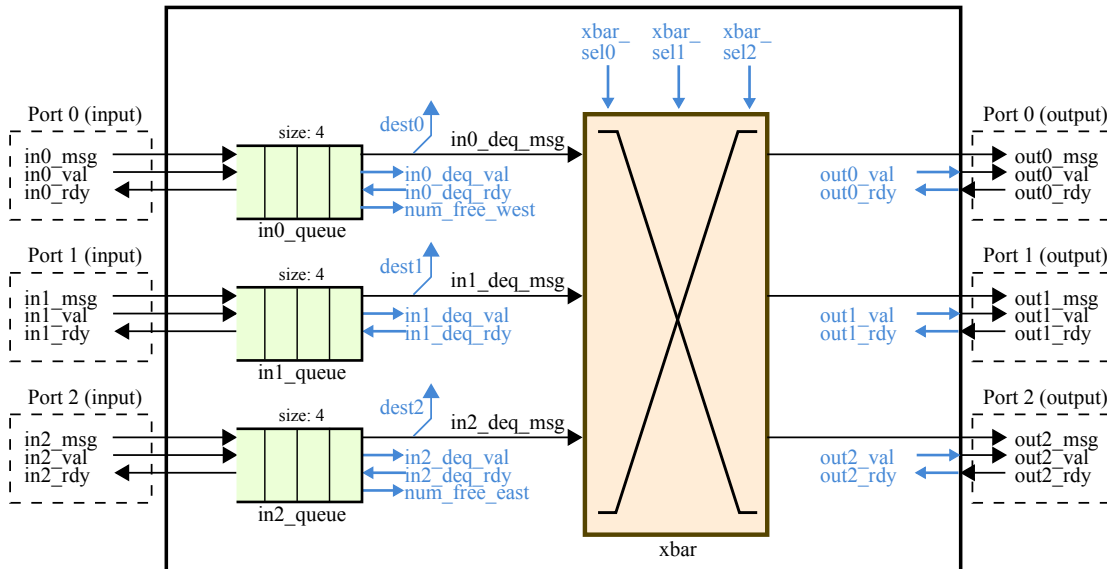 xbar_
sel0
xbar_
sel1
xbar_
sel2
Port 0 (input)
in0_msg
in0_val
in0_rdy
size: 4
in0_queue
dest0
in0_deq_msg
in0_deq_val
in0_deq_rdy
num_free_west
Port 0 (output)
out0_val
out0_rdy
out0_msg
out0_val
out0_rdy
Port 1 (input)
in1_msg
in1_val
in1_rdy
size: 4
in1_queue
dest1
in1_deq_msg
in1_deq_val
in1_deq_rdy
Port 1 (output)
out1_val
out1_rdy
out1_msg
out1_val
out1_rdy
Port 2 (input)
in2_msg
in2_val
in2_rdy
size: 4
in2_queue
dest2
in2_deq_msg
in2_deq_val
in2_deq_rdy
num_free_east
Port 2 (output)
out2_val
out2_rdy
out2_msg
out2_val
out2_rdy
xbar